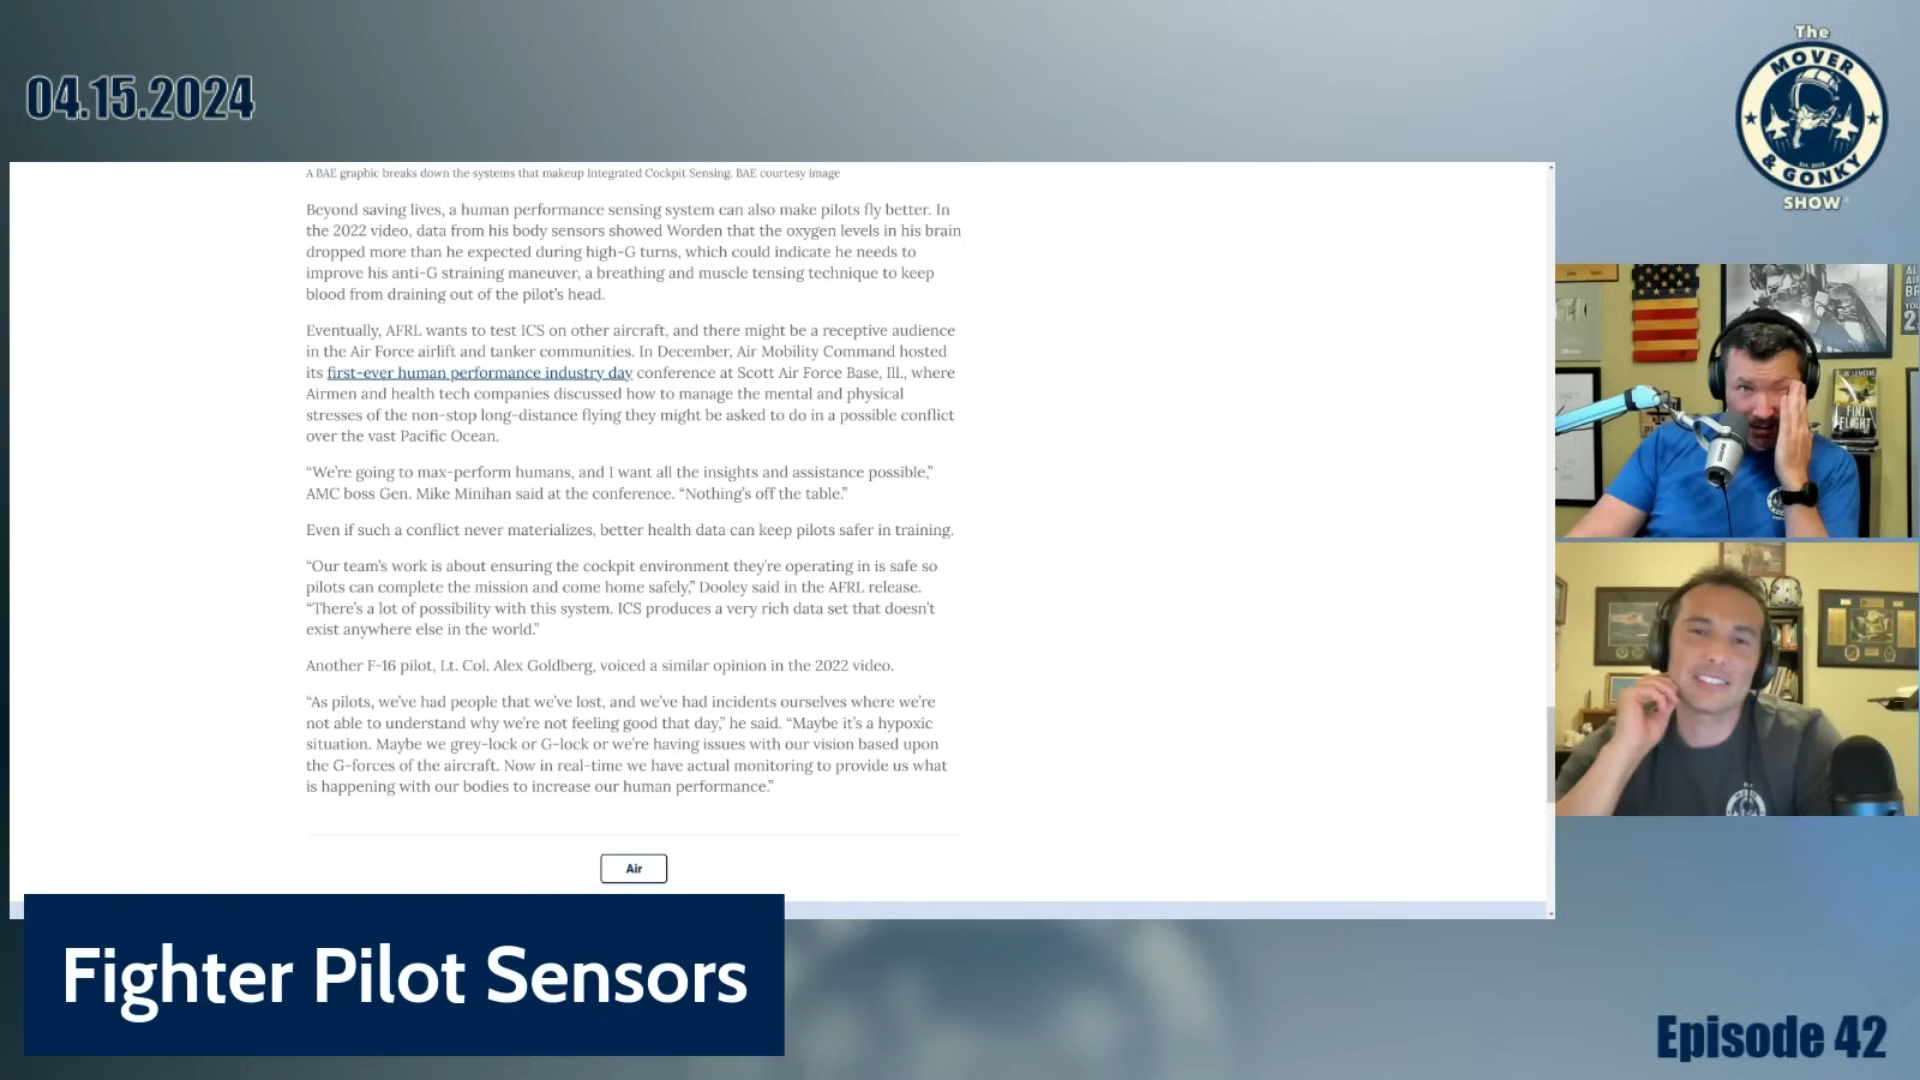 04.15.2024
The
MOVER
& GONKY
SHOW
A BAE graphic breaks down the systems that makeup Integrated Cockpit Sensing. BAE courtesy image
Beyond saving lives, a human performance sensing system can also make pilots fly better. In
the 2022 video, data from his body sensors showed Worden that the oxygen levels in his brain
dropped more than he expected during high-G turns, which could indicate he needs to
improve his anti-G straining maneuver, a breathing and muscle tensing technique to keep
blood from draining out of the pilot’s head.
Eventually, AFRL wants to test ICS on other aircraft, and there might be a receptive audience
in the Air Force airlift and tanker communities. In December, Air Mobility Command hosted
its first-ever human performance industry day conference at Scott Air Force Base, Ill., where
Airmen and health tech companies discussed how to manage the mental and physical
stresses of the non-stop long-distance flying they might be asked to do in a possible conflict
over the vast Pacific Ocean.
“We’re going to max-perform humans, and I want all the insights and assistance possible,”
AMC boss Gen. Mike Minihan said at the conference. “Nothing’s off the table.”
Even if such a conflict never materializes, better health data can keep pilots safer in training.
“Our team’s work is about ensuring the cockpit environment they’re operating in is safe so
pilots can complete the mission and come home safely,” Dooley said in the AFRL release.
“There’s a lot of possibility with this system. ICS produces a very rich data set that doesn’t
exist anywhere else in the world.”
Another F-16 pilot, Lt. Col. Alex Goldberg, voiced a similar opinion in the 2022 video.
“As pilots, we’ve had people that we’ve lost, and we’ve had incidents ourselves where we’re
not able to understand why we’re not feeling good that day,” he said. “Maybe it’s a hypoxic
situation. Maybe we grey-lock or G-lock or we’re having issues with our vision based upon
the G-forces of the aircraft. Now in real-time we have actual monitoring to provide us what
is happening with our bodies to increase our human performance.”
Air
FINI
FLIGHT
Fighter Pilot Sensors
Episode 42